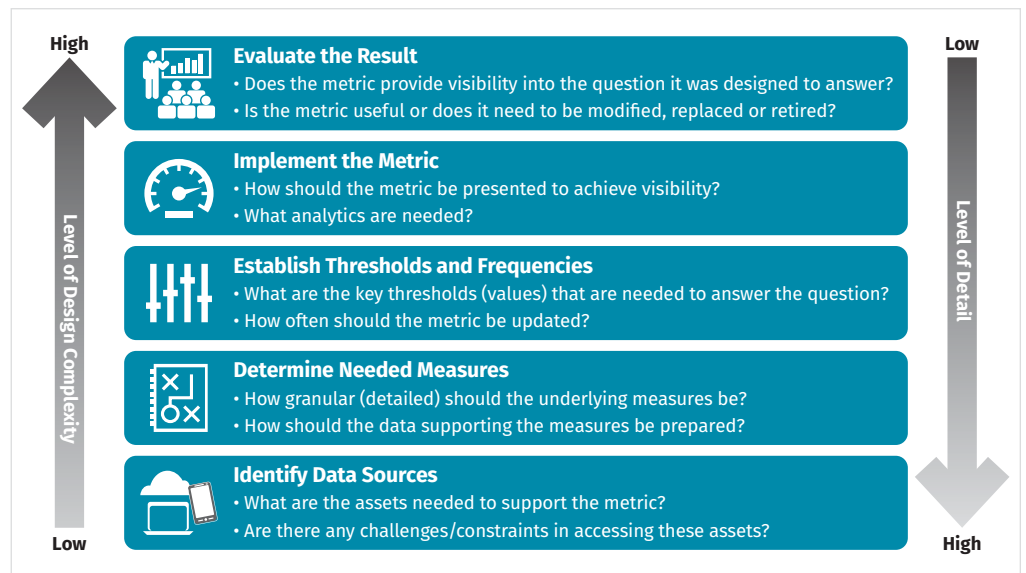 High
Low
Evaluate the Result
• Does the metric provide visibility into the question it was designed to answer?
• Is the metric useful or does it need to be modified, replaced or retired?
Implement the Metric
• How should the metric be presented to achieve visibility?
• What analytics are needed?
Level of Design Complexity
Level of Detail
Establish Thresholds and Frequencies
• What are the key thresholds (values) that are needed to answer the question?
• How often should the metric be updated?
Determine Needed Measures
• How granular (detailed) should the underlying measures be?
• How should the data supporting the measures be prepared?
Identify Data Sources
• What are the assets needed to support the metric?
• Are there any challenges/constraints in accessing these assets?
Low
High